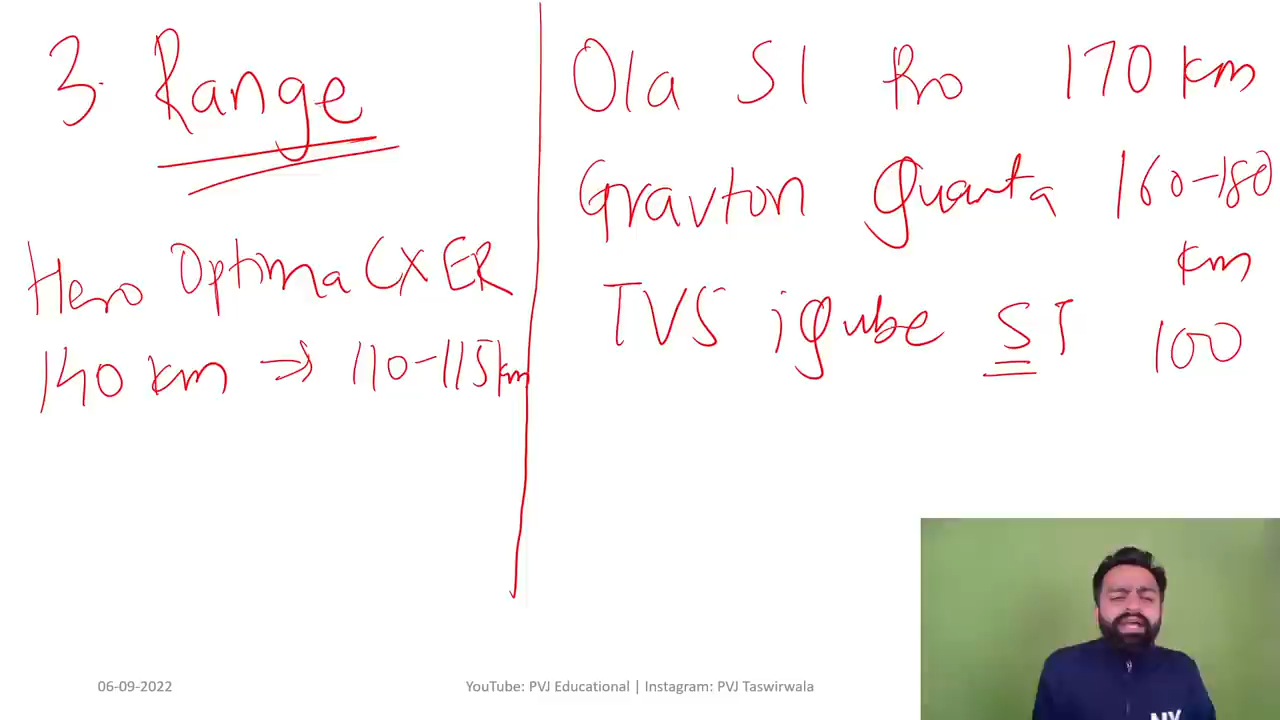 3. Range
Hero Optima CX ER
140 km → 110-115 km
Ola S1 Pro 170 km
Gravton Quanta 160-180
km
TVS iQube ST 100
NY
06-09-2022
YouTube: PVJ Educational | Instagram: PVJ Taswirwala